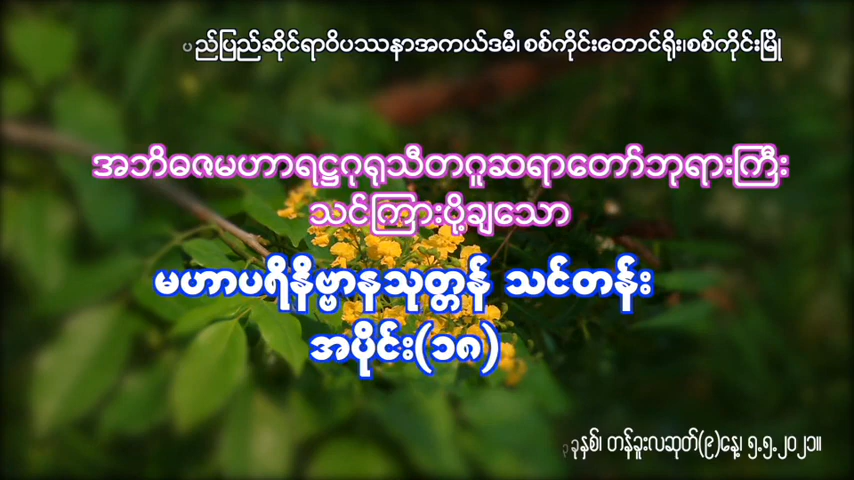 ပည်ပြည်ဆိုင်ရာဝိပဿနာအကယ်ဒမီ၊ စစ်ကိုင်းတောင်ရိုး၊စစ်ကိုင်းမြို
အဘိဓဇမဟာရဋ္ဌဂုရုသီတဂူဆရာတော်ဘုရားကြီး
သင်ကြားပို့ချသော
မဟာပရိနိဗ္ဗာနသုတ္တန် သင်တန်း
အပိုင်း(၁၈)
ခုနှစ်၊ တန်ခူးလဆုတ်(၉)နေ့၊ ၅.၅.၂၀၂၁။